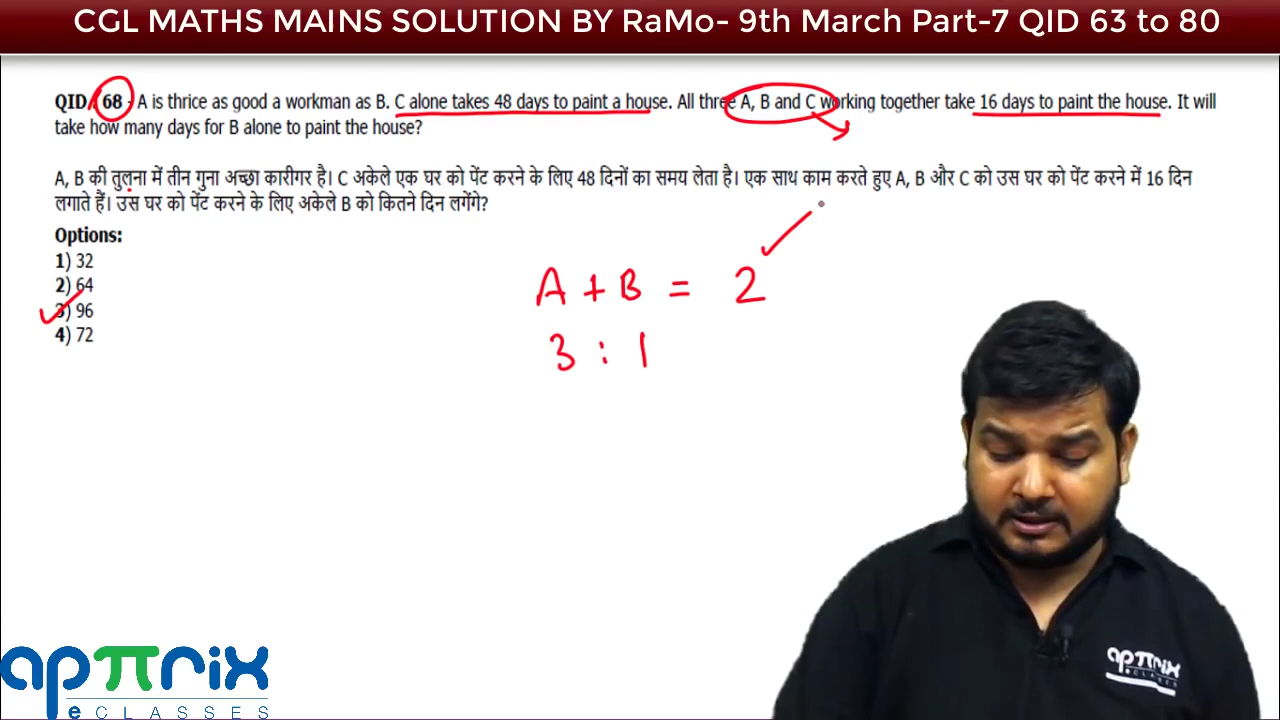 CGL MATHS MAINS SOLUTION BY RaMo- 9th March Part-7 QID 63 to 80
QID 68 - A is thrice as good a workman as B. C alone takes 48 days to paint a house. All three A, B and C working together take 16 days to paint the house. It will
take how many days for B alone to paint the house?
A, B की तुलना में तीन गुना अच्छा कारीगर है। C अकेले एक घर को पेंट करने के लिए 48 दिनों का समय लेता है। एक साथ काम करते हुए A, B और C को उस घर को पेंट करने में 16 दिन
लगाते हैं। उस घर को पेंट करने के लिए अकेले B को कितने दिन लगेंगे?
Options:
1) 32
2) 64
3) 96
4) 72
A + B = 2
3 : 1
apπrix
e CLASSES
apπrix
e CLASSES